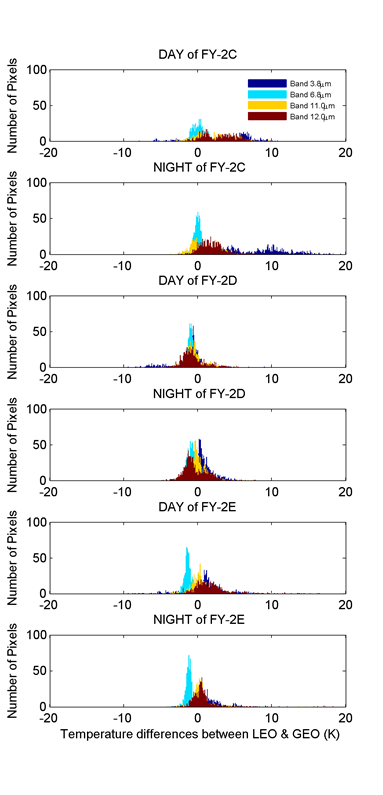 DAY of FY-2C
Number of Pixels
100
50
0
Band 3.8μm
Band 6.8μm
Band 11.0μm
Band 12.0μm
-20 -10 0 10 20
NIGHT of FY-2C
Number of Pixels
100
50
0
-20 -10 0 10 20
DAY of FY-2D
Number of Pixels
100
50
0
-20 -10 0 10 20
NIGHT of FY-2D
Number of Pixels
100
50
0
-20 -10 0 10 20
DAY of FY-2E
Number of Pixels
100
50
0
-20 -10 0 10 20
NIGHT of FY-2E
Number of Pixels
100
50
0
-20 -10 0 10 20
Temperature differences between LEO & GEO (K)